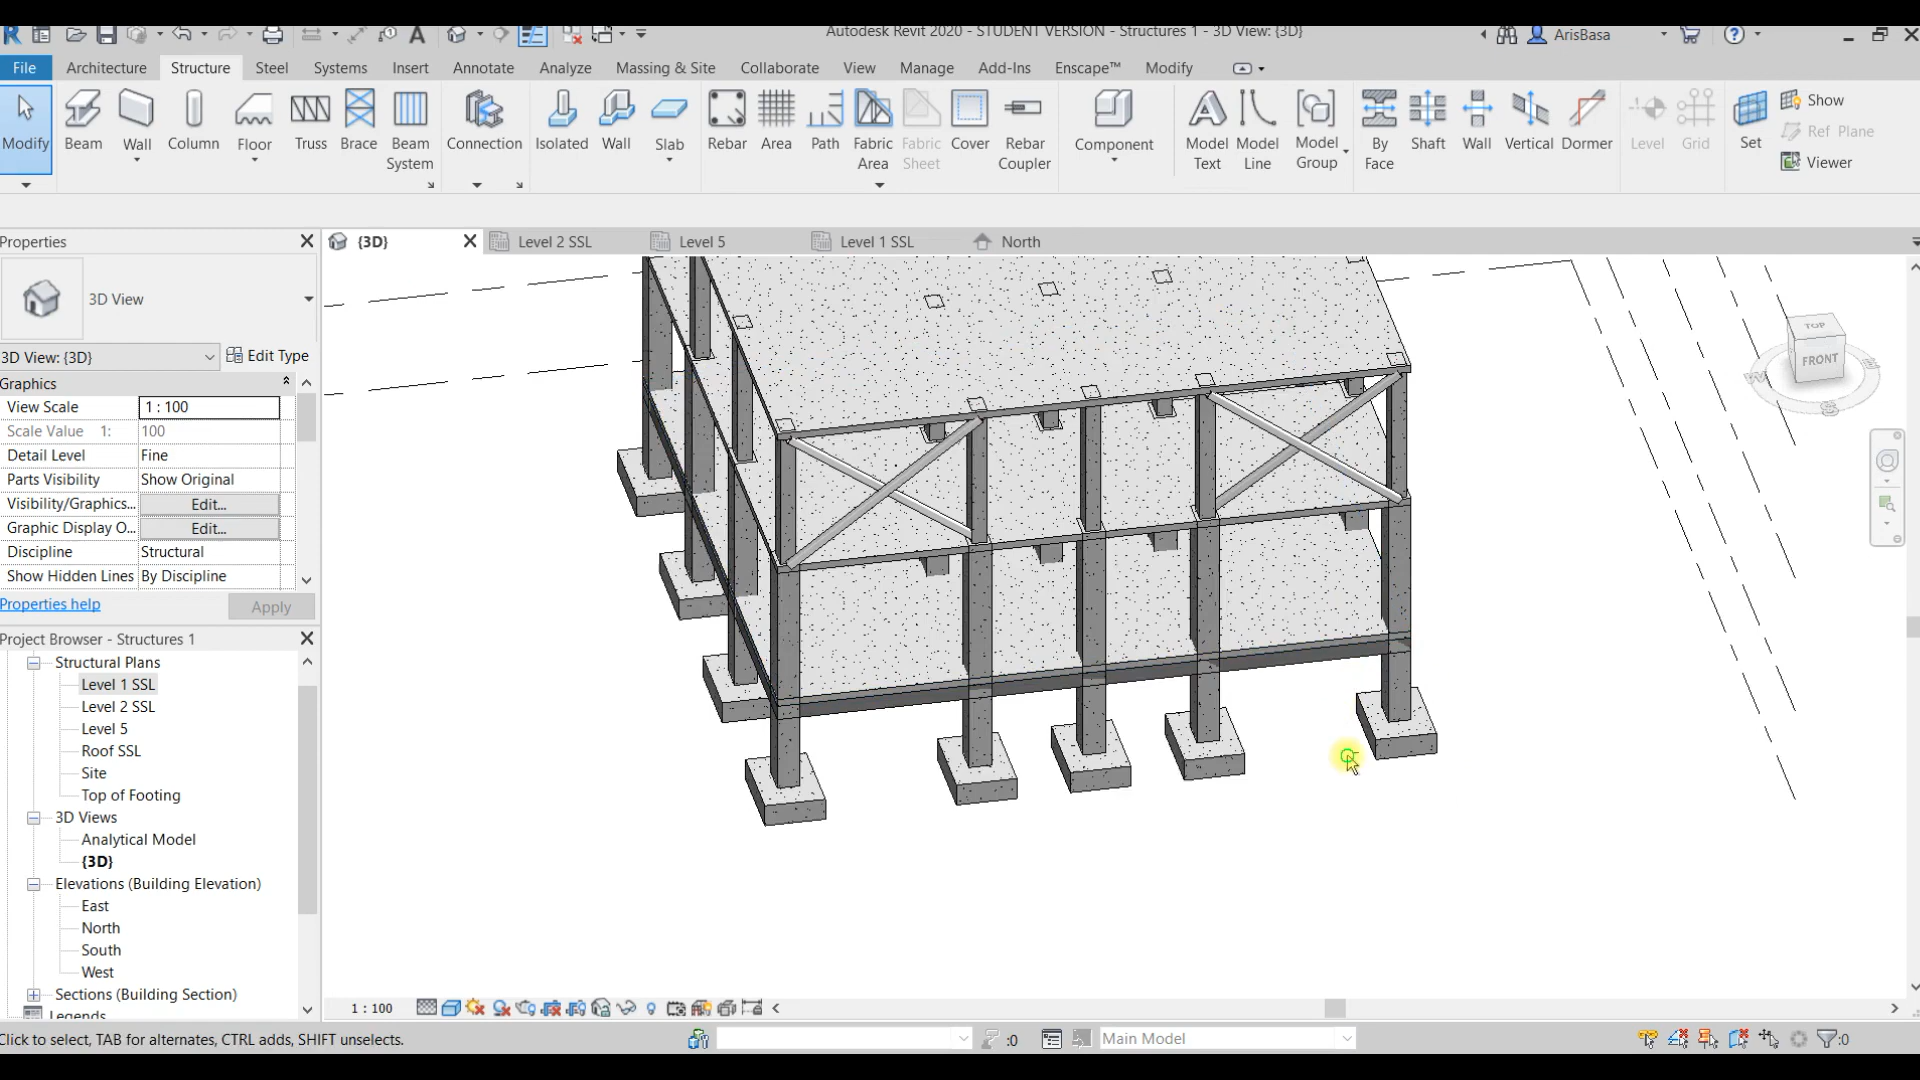 Autodesk Revit 2020 - STUDENT VERSION - Structures 1 - 3D View: {3D}
ArisBasa
File Architecture Structure Steel Systems Insert Annotate Analyze Massing & Site Collaborate View Manage Add-Ins Enscape™ Modify
Modify Beam Wall Column Floor Truss Brace Beam System Connection Isolated Wall Slab Rebar Area Path Fabric Area Fabric Sheet Cover Rebar Coupler Component Model Text Model Line Model Group By Face Shaft Wall Vertical Dormer Level Grid Set
Show
Ref Plane
Viewer
Properties
{3D} Level 2 SSL Level 5 Level 1 SSL North
3D View
3D View: {3D} Edit Type
Graphics
View Scale 1 : 100
Scale Value 1: 100
Detail Level Fine
Parts Visibility Show Original
Visibility/Graphics... Edit...
Graphic Display O... Edit...
Discipline Structural
Show Hidden Lines By Discipline
Properties help Apply
TOP
FRONT
W
S
E
Project Browser - Structures 1
Structural Plans
Level 1 SSL
Level 2 SSL
Level 5
Roof SSL
Site
Top of Footing
3D Views
Analytical Model
{3D}
Elevations (Building Elevation)
East
North
South
West
Sections (Building Section)
Legends
1 : 100
Click to select, TAB for alternates, CTRL adds, SHIFT unselects.
:0
Main Model
:0